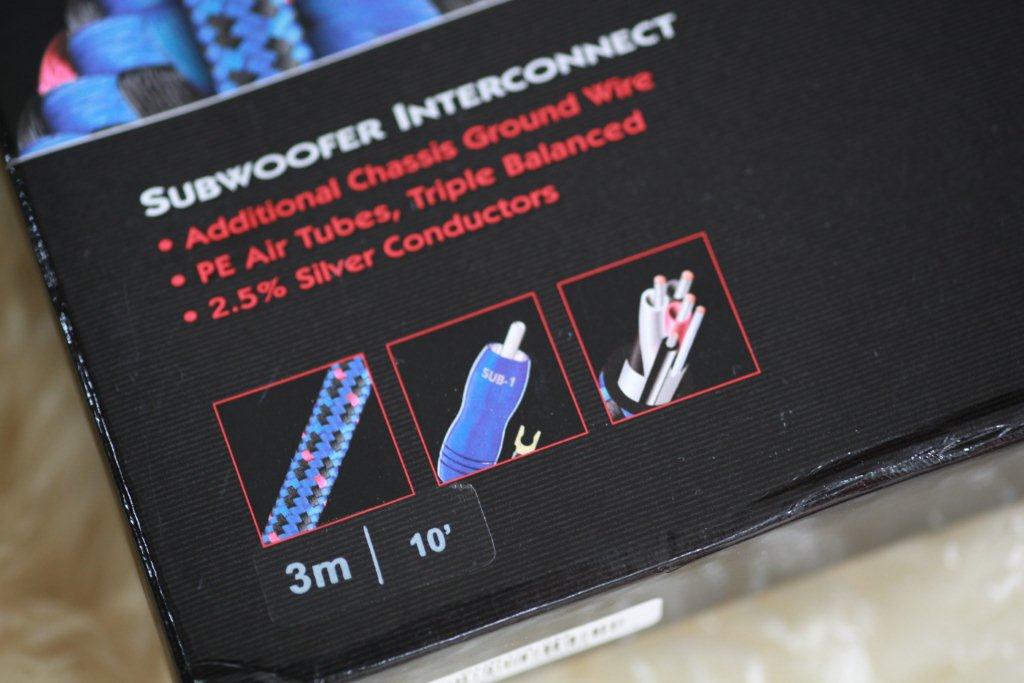 SUBWOOFER INTERCONNECT
• Additional Chassis Ground Wire
• PE Air Tubes, Triple Balanced
• 2.5% Silver Conductors
SUB-1
3m | 10'